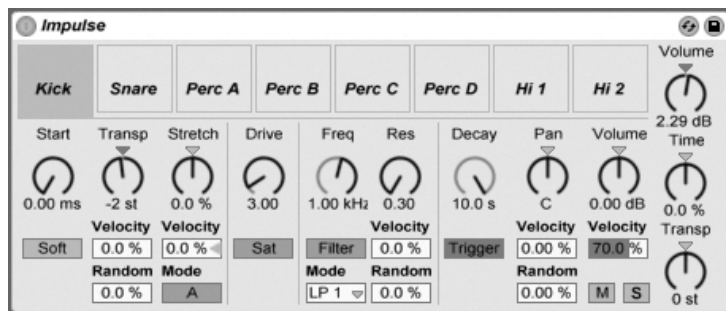 Impulse
Kick Snare Perc A Perc B Perc C Perc D Hi 1 Hi 2 Volume
2.29 dB
Start Transp Stretch Drive Freq Res Decay Pan Volume Time
0.00 ms -2 st 0.0 % 3.00 1.00 kHz 0.30 10.0 s C 0.00 dB 0.0 %
Velocity Velocity Velocity Velocity Velocity Transp
Soft 0.0 % 0.0 % Sat Filter 0.0 % Trigger 0.00 % 70.0 %
Random Mode Mode Random Random
0.0 % A LP 1 0.0 % 0.00 % M S 0 st